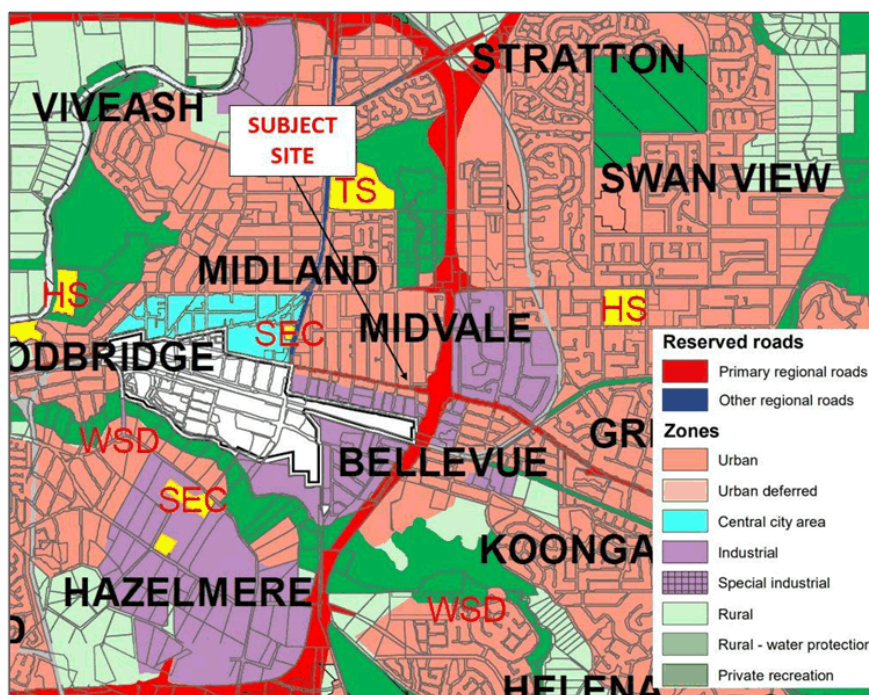 STRATTON
VIVEASH
SUBJECT
SITE
TS
SWAN VIEW
MIDLAND
HS
HS
SEC
MIDVALE
ODBRIDGE
Reserved roads
Primary regional roads
Other regional roads
Zones
Urban
Urban deferred
Central city area
Industrial
Special industrial
Rural
Rural - water protection
Private recreation
GRE
WSD
BELLEVUE
SEC
KOONGA
HAZELMERE
WSD
D
HELENA